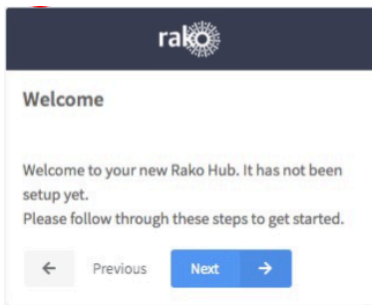 rako
Welcome
Welcome to your new Rako Hub. It has not been
setup yet.
Please follow through these steps to get started.
Previous Next